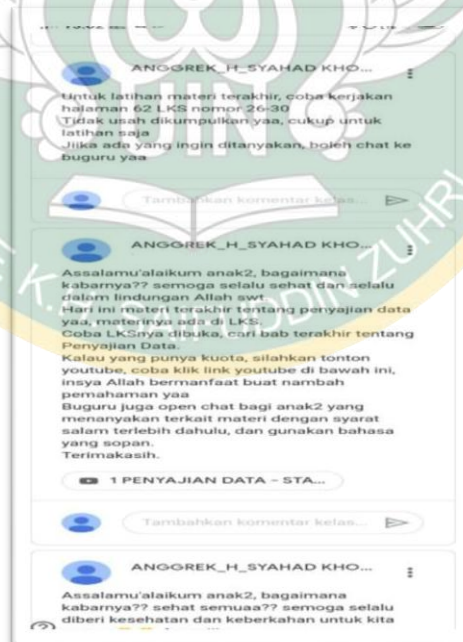 ANGGREK_H_SYAHAD KHO...
Untuk latihan materi terakhir, coba kerjakan
halaman 62 LKS nomor 26-30
Tidak usah dikumpulkan yaa, cukup untuk
latihan saja
Jiika ada yang ingin ditanyakan, boleh chat ke
buguru yaa
Tambahkan komentar kelas...
ANGGREK_H_SYAHAD KHO...
Assalamu'alaikum anak2, bagaimana
kabarnya?? semoga selalu sehat dan selalu
dalam lindungan Allah swt
Hari ini materi terakhir tentang penyajian data
yaa, materinya ada di LKS.
Coba LKSnya dibuka, cari bab terakhir tentang
Penyajian Data.
Kalau yang punya kuota, silahkan tonton
youtube, coba klik link youtube di bawah ini,
insya Allah bermanfaat buat nambah
pemahaman yaa
Buguru juga open chat bagi anak2 yang
menanyakan terkait materi dengan syarat
salam terlebih dahulu, dan gunakan bahasa
yang sopan.
Terimakasih.
1 PENYAJIAN DATA - STA...
Tambahkan komentar kelas...
ANGGREK_H_SYAHAD KHO...
Assalamu'alaikum anak2, bagaimana
kabarnya?? sehat semuaa?? semoga selalu
diberi kesehatan dan keberkahan untuk kita
UIN
SAIFUDDIN ZUHRI